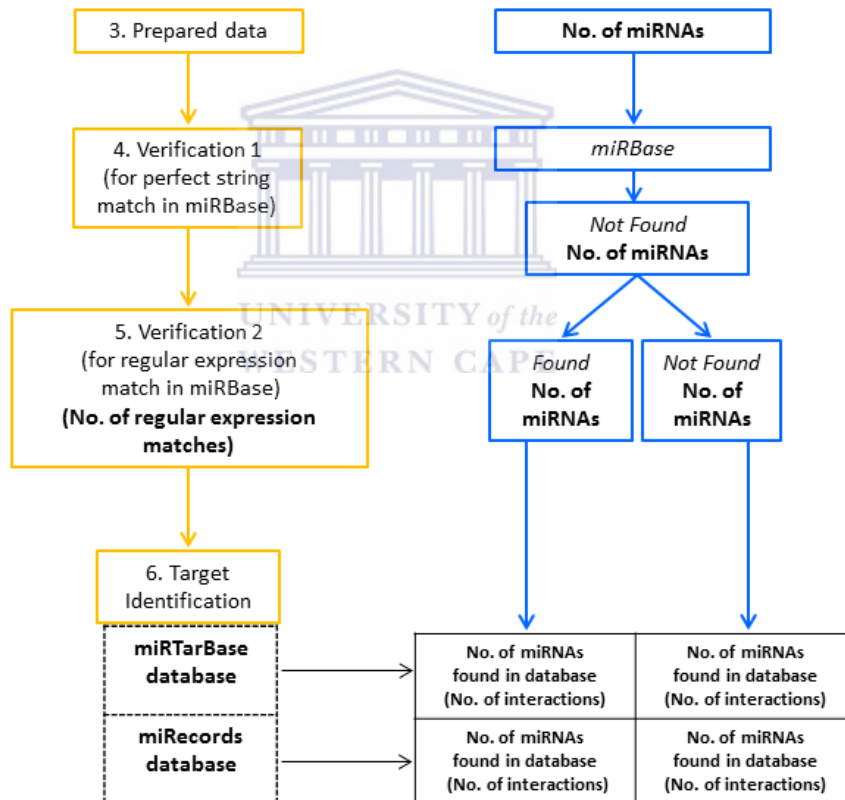 3. Prepared data
No. of miRNAs
4. Verification 1
(for perfect string
match in miRBase)
miRBase
Not Found
No. of miRNAs
UNIVERSITY of the
WESTERN CAPE
5. Verification 2
(for regular expression
match in miRBase)
(No. of regular expression
matches)
Found
No. of
miRNAs
Not Found
No. of
miRNAs
6. Target
Identification
miRTarBase
database
No. of miRNAs
found in database
(No. of interactions)
No. of miRNAs
found in database
(No. of interactions)
miRecords
database
No. of miRNAs
found in database
(No. of interactions)
No. of miRNAs
found in database
(No. of interactions)